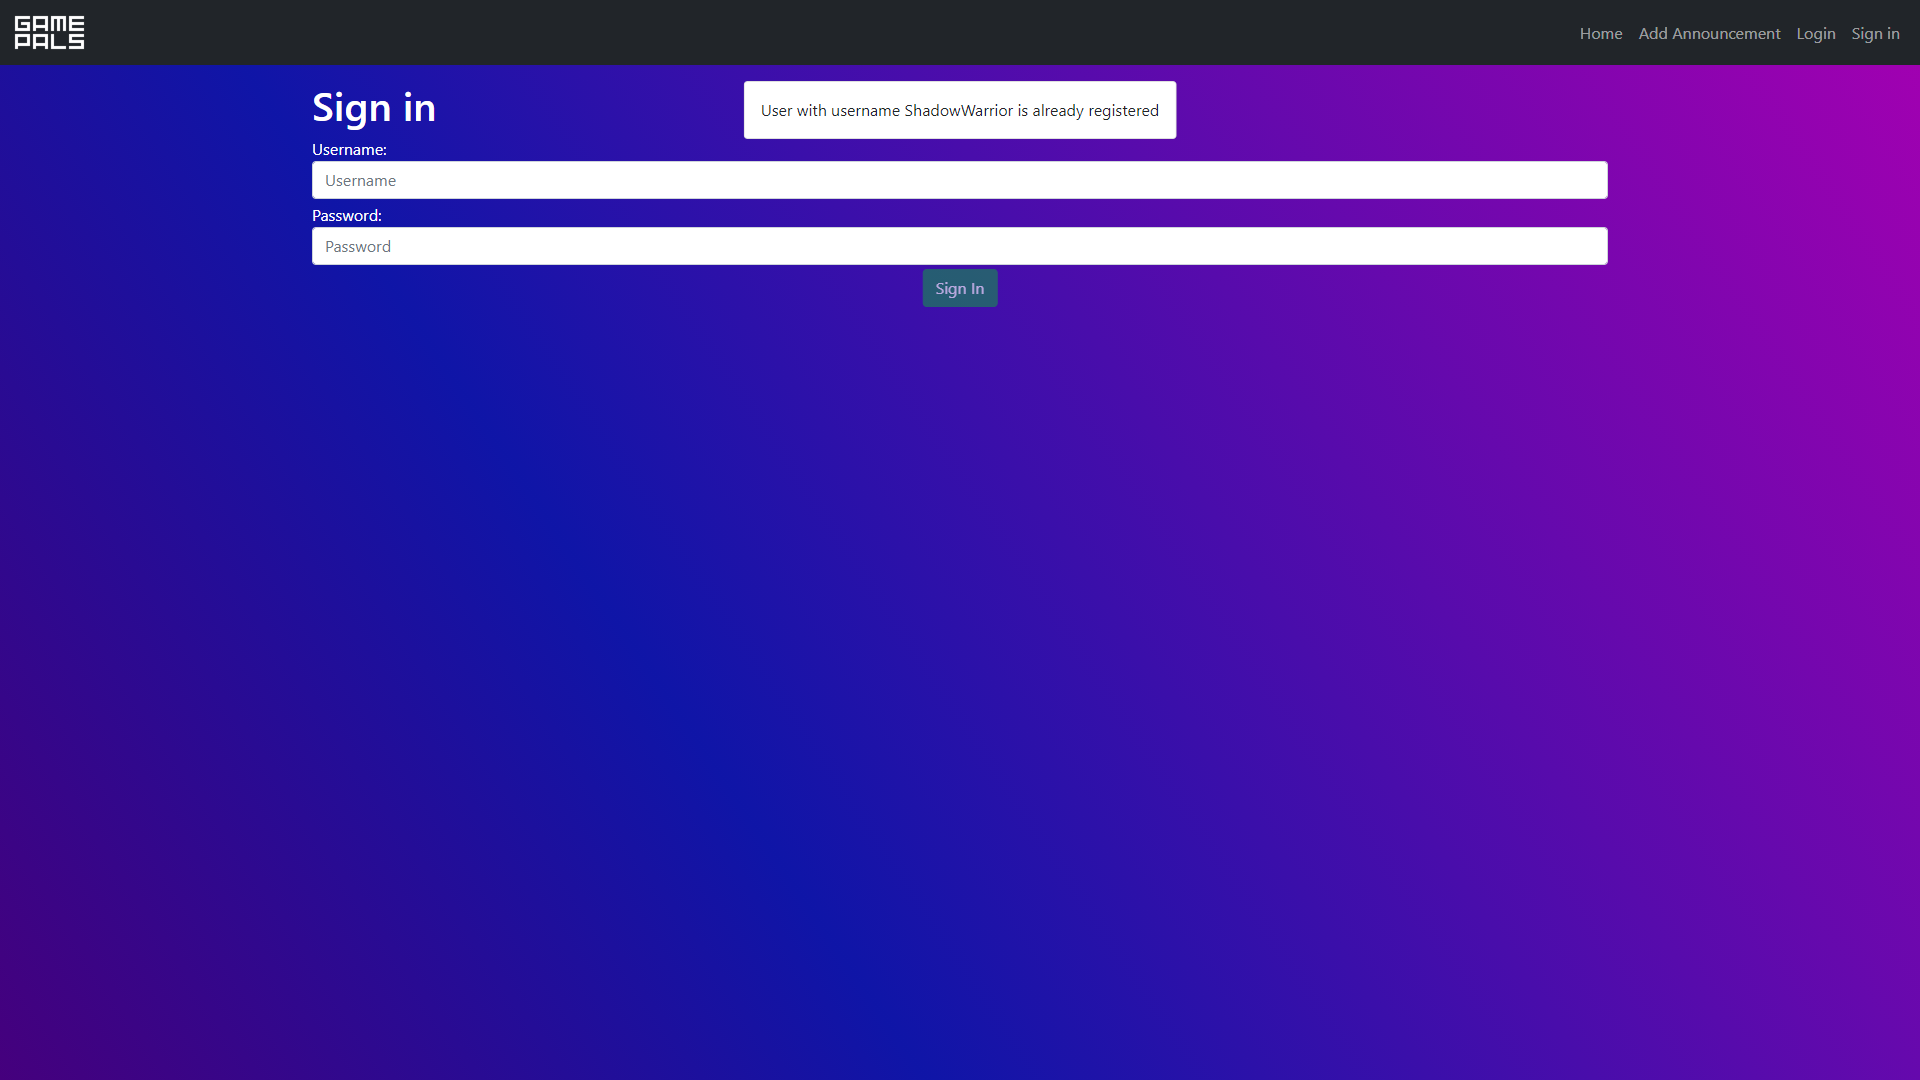 GAME
PALS
Home Add Announcement Login Sign in
Sign in
User with username ShadowWarrior is already registered
Username:
Username
Password:
Password
Sign In